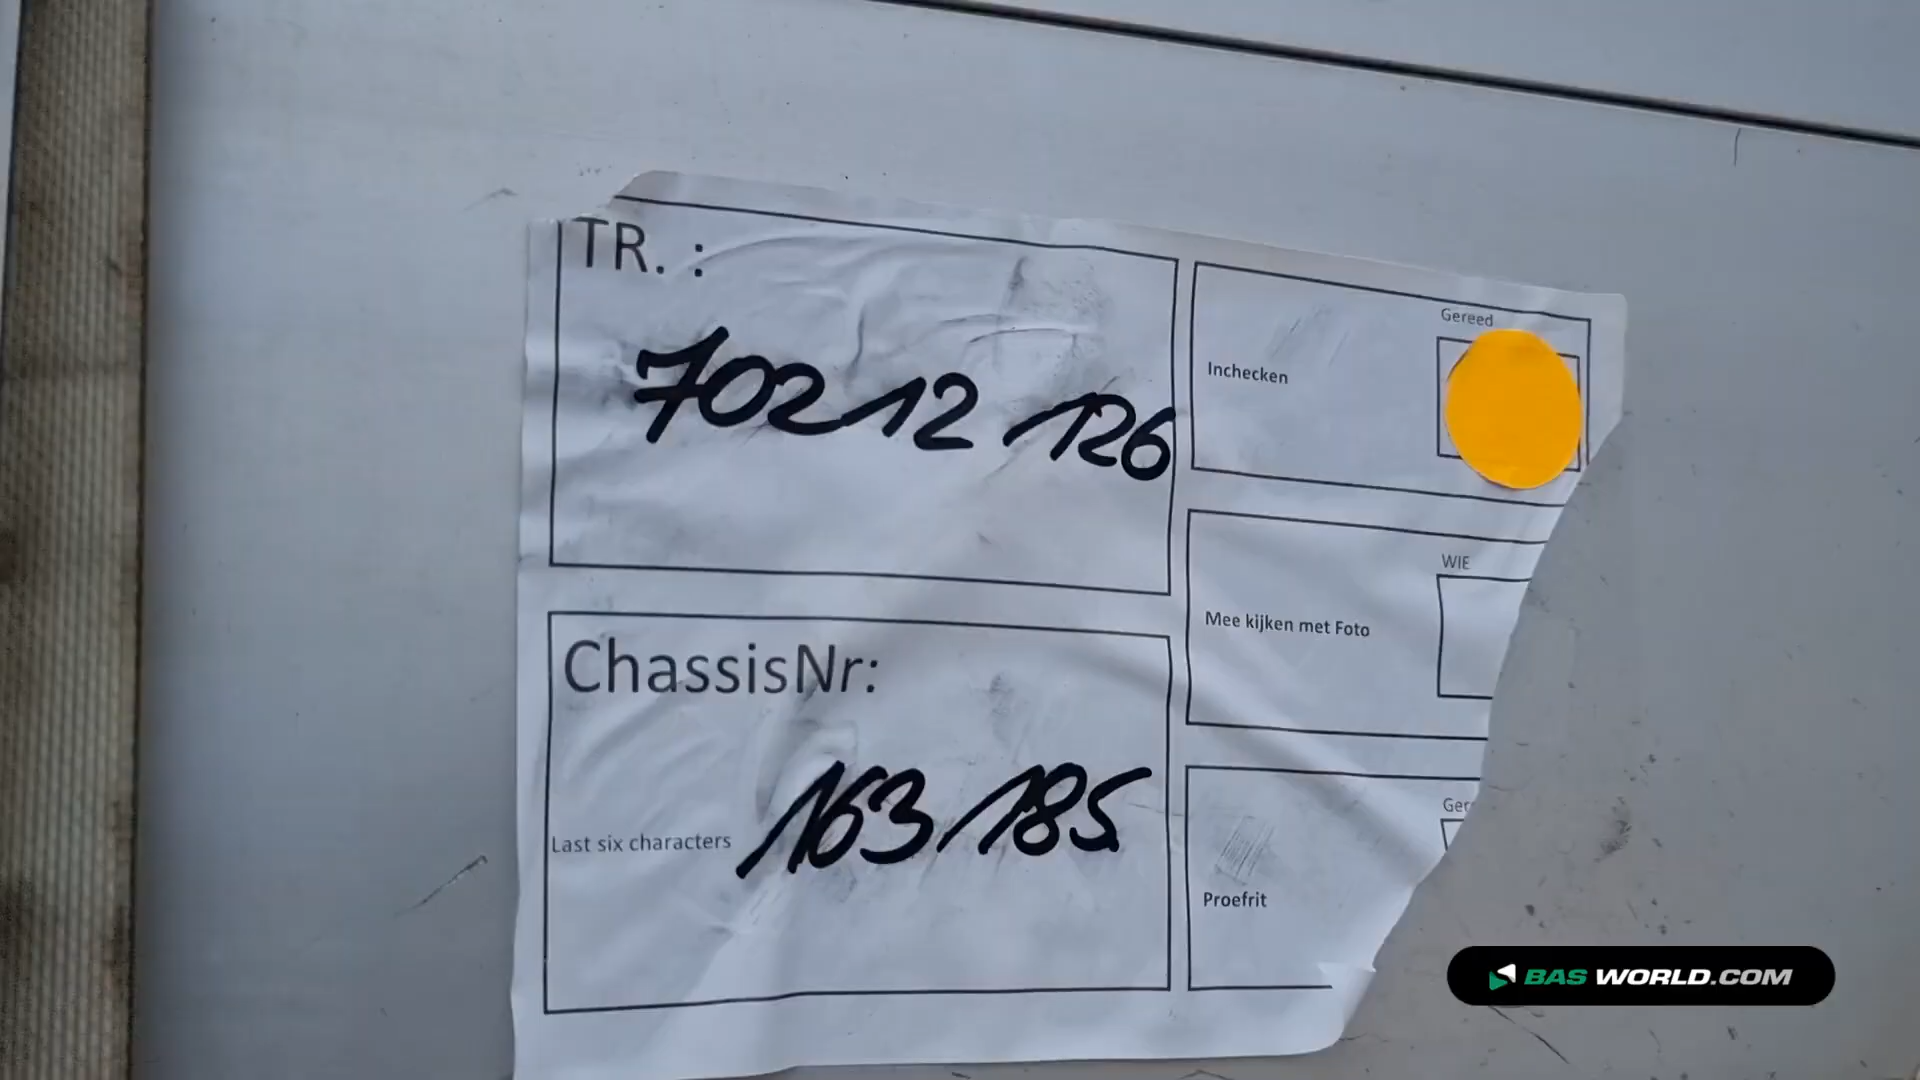 TR. :
70212126
ChassisNr:
Last six characters 163185
Gereed
Inchecken
WIE
Mee kijken met Foto
Proefrit
BAS WORLD.COM